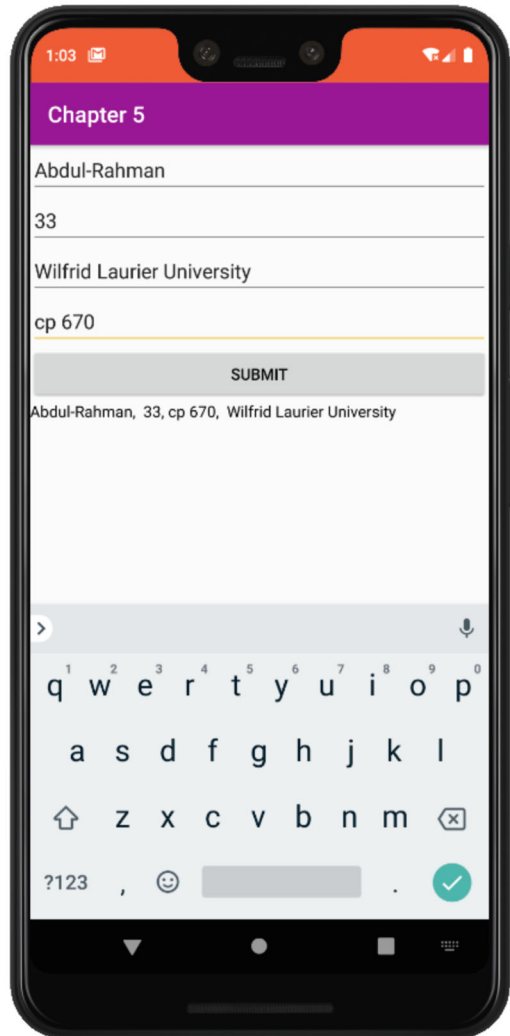 1:03
Chapter 5
Abdul-Rahman
33
Wilfrid Laurier University
cp 670
SUBMIT
Abdul-Rahman, 33, cp 670, Wilfrid Laurier University
1 2 3 4 5 6 7 8 9 0
q w e r t y u i o p
a s d f g h j k l
z x c v b n m
?123 , .